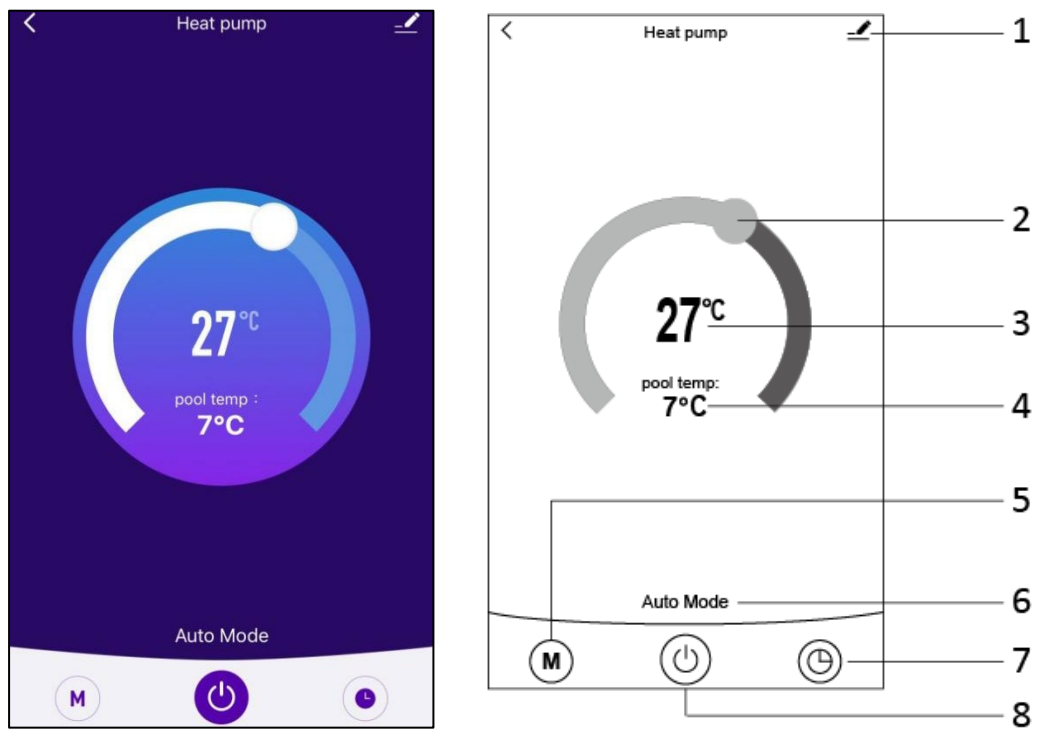 Heat pump
27°C
pool temp :
7°C
Auto Mode
M
Heat pump
1
2
27°C
3
pool temp:
7°C
4
5
Auto Mode
6
M
7
8